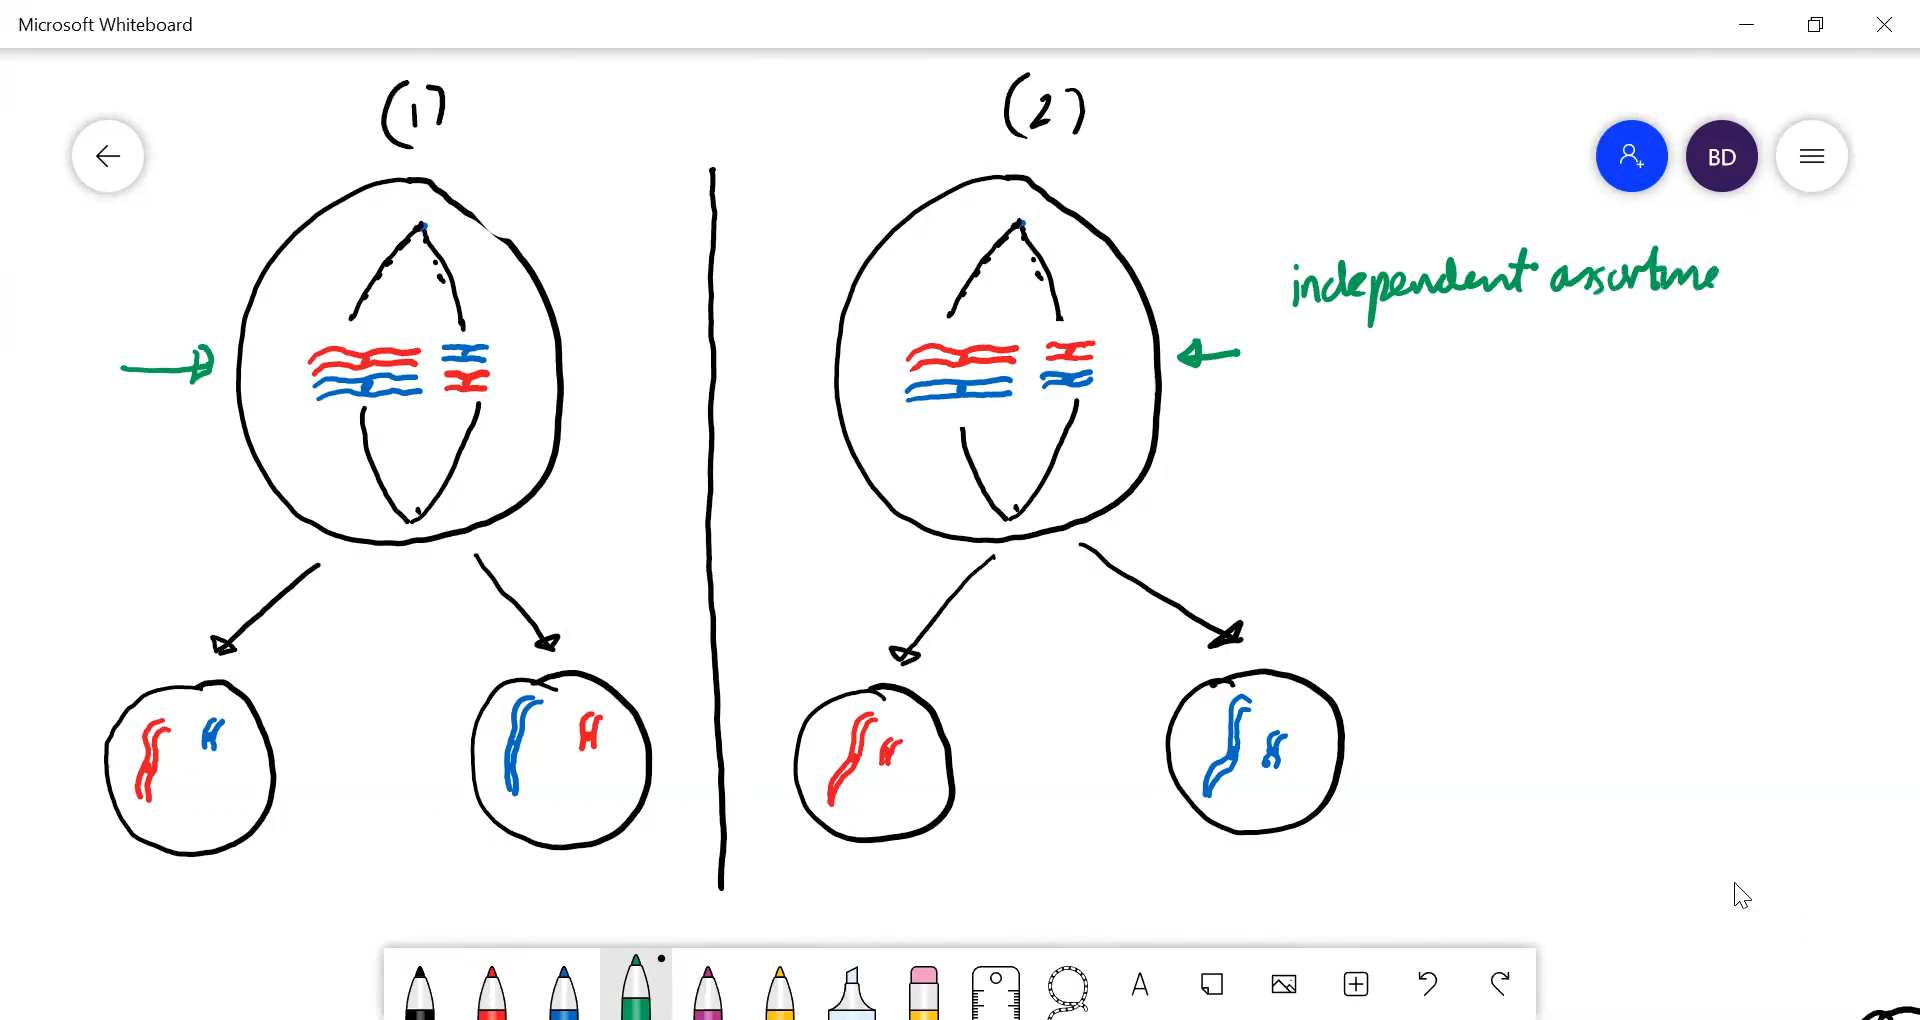 Microsoft Whiteboard
(1)
(2)
BD
independent assortme
A